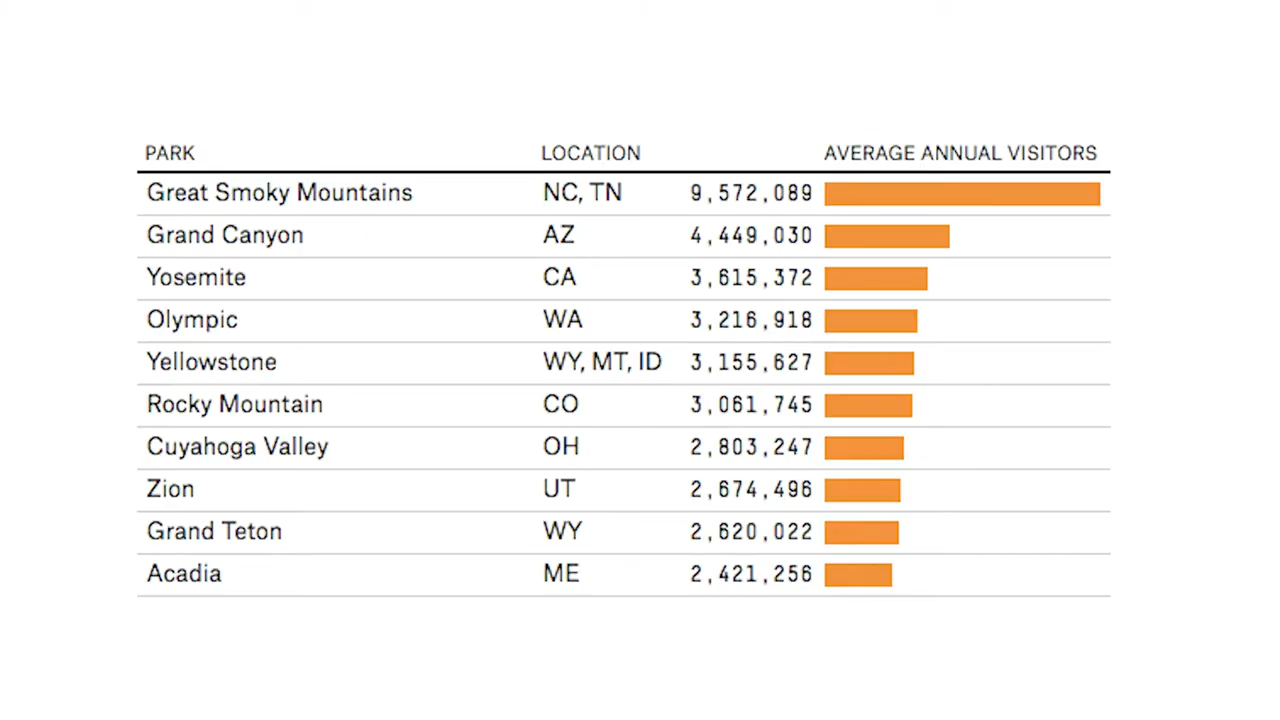 PARK LOCATION AVERAGE ANNUAL VISITORS
Great Smoky Mountains NC, TN 9,572,089
Grand Canyon AZ 4,449,030
Yosemite CA 3,615,372
Olympic WA 3,216,918
Yellowstone WY, MT, ID 3,155,627
Rocky Mountain CO 3,061,745
Cuyahoga Valley OH 2,803,247
Zion UT 2,674,496
Grand Teton WY 2,620,022
Acadia ME 2,421,256